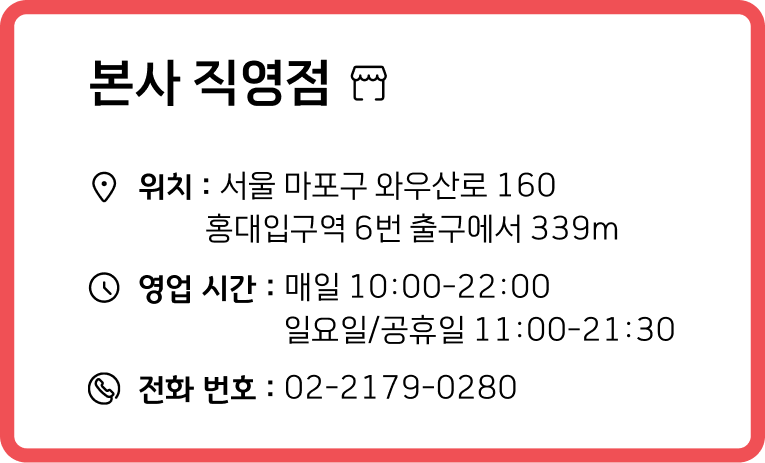 본사 직영점
위치 : 서울 마포구 와우산로 160
홍대입구역 6번 출구에서 339m
영업 시간 : 매일 10:00-22:00
일요일/공휴일 11:00-21:30
전화 번호 : 02-2179-0280